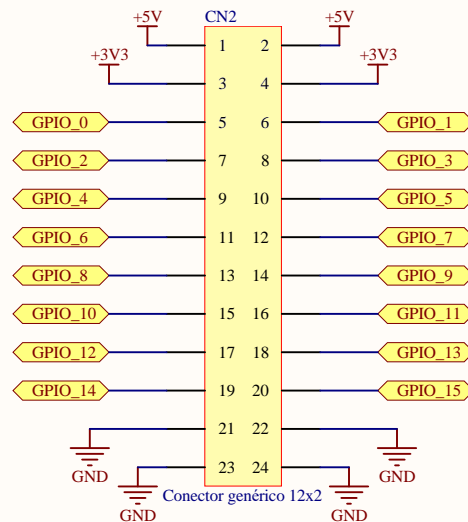 CN2
+5V +5V
1 2
+3V3 +3V3
3 4
GPIO_0 5 6 GPIO_1
GPIO_2 7 8 GPIO_3
GPIO_4 9 10 GPIO_5
GPIO_6 11 12 GPIO_7
GPIO_8 13 14 GPIO_9
GPIO_10 15 16 GPIO_11
GPIO_12 17 18 GPIO_13
GPIO_14 19 20 GPIO_15
21 22
GND 23 24 GND
Conector genérico 12x2
GND GND